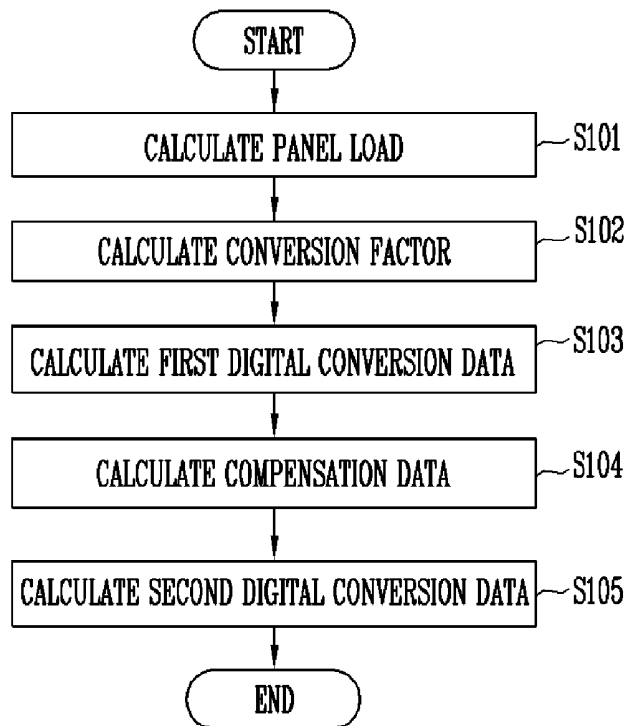 START
CALCULATE PANEL LOAD
S101
CALCULATE CONVERSION FACTOR
S102
CALCULATE FIRST DIGITAL CONVERSION DATA
S103
CALCULATE COMPENSATION DATA
S104
CALCULATE SECOND DIGITAL CONVERSION DATA
S105
END